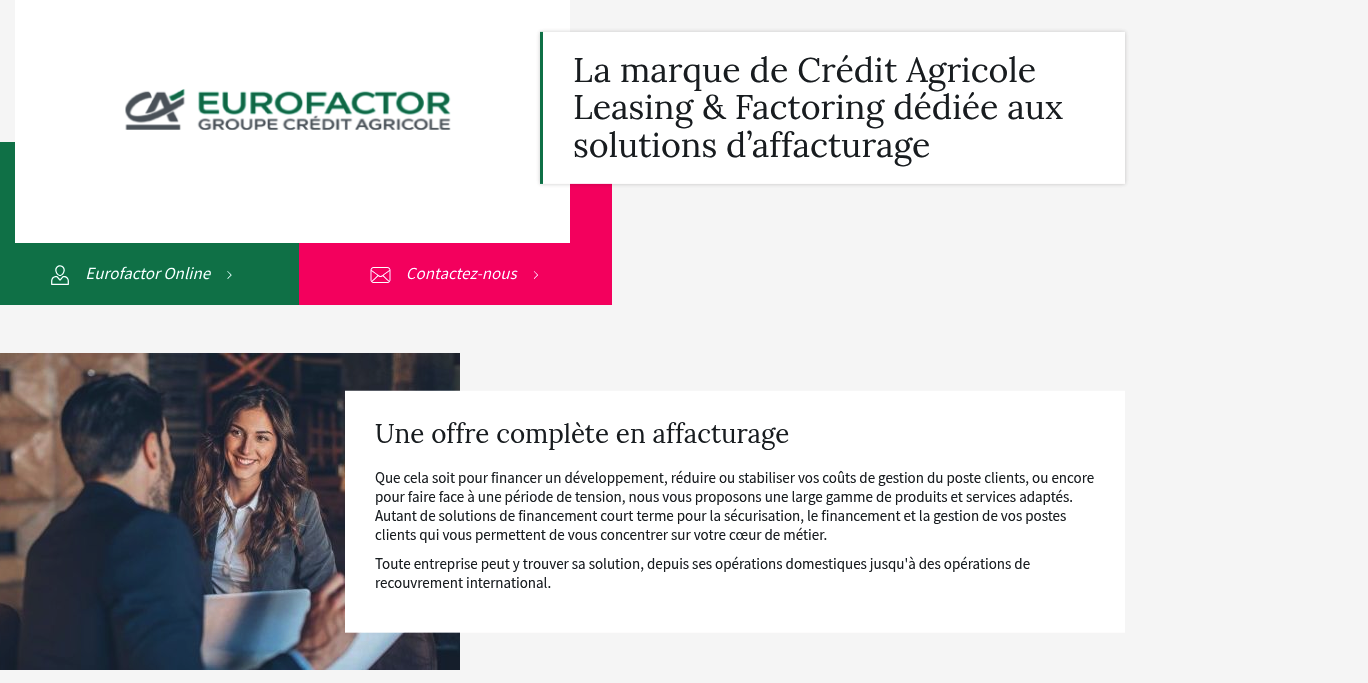 CA EUROFACTOR
GROUPE CRÉDIT AGRICOLE
La marque de Crédit Agricole
Leasing & Factoring dédiée aux
solutions d’affacturage
Eurofactor Online
Contactez-nous
Une offre complète en affacturage
Que cela soit pour financer un développement, réduire ou stabiliser vos coûts de gestion du poste clients, ou encore
pour faire face à une période de tension, nous vous proposons une large gamme de produits et services adaptés.
Autant de solutions de financement court terme pour la sécurisation, le financement et la gestion de vos postes
clients qui vous permettent de vous concentrer sur votre cœur de métier.
Toute entreprise peut y trouver sa solution, depuis ses opérations domestiques jusqu'à des opérations de
recouvrement international.